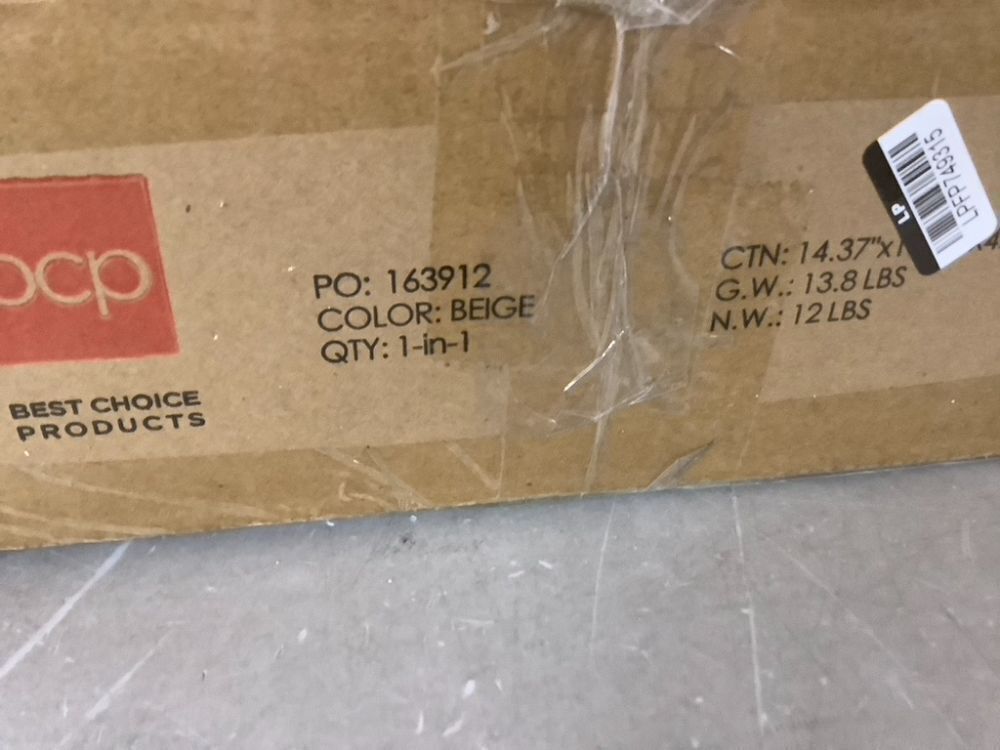 bcp
BEST CHOICE
PRODUCTS
PO: 163912
COLOR: BEIGE
QTY: 1-in-1
CTN: 14.37"x
G.W.: 13.8 LBS
N.W.: 12 LBS
LP
LPFP749315